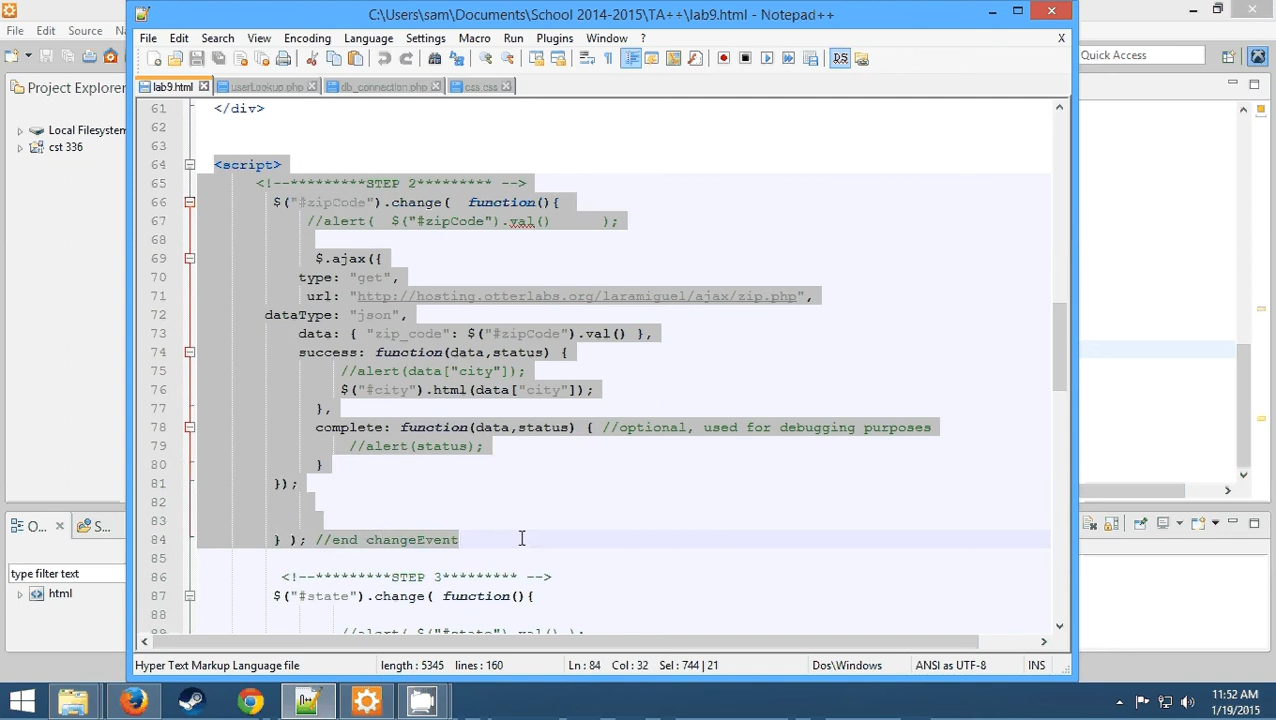 C:\Users\sam\Documents\School 2014-2015\TA++\lab9.html - Notepad++
File Edit Search View Encoding Language Settings Macro Run Plugins Window ? X
File Edit Source
Quick Access
lab9.html userLookup.php db_connection.php css.css
Project Explorer
Local Filesystem
cst 336
61 </div>
62
63
64 <script>
65 <!--*********STEP 2********* -->
66 $("#zipCode").change( function(){
67 //alert( $("#zipCode").val() );
68
69 $.ajax({
70 type: "get",
71 url: "http://hosting.otterlabs.org/laramiguel/ajax/zip.php",
72 dataType: "json",
73 data: { "zip_code": $("#zipCode").val() },
74 success: function(data,status) {
75 //alert(data["city"]);
76 $("#city").html(data["city"]);
77 },
78 complete: function(data,status) { //optional, used for debugging purposes
79 //alert(status);
80 }
81 });
82
83
84 } ); //end changeEvent
85
86 <!--*********STEP 3********* -->
87 $("#state").change( function(){
88
89 //alert( $("#state").val() );
O... S...
type filter text
html
Hyper Text Markup Language file length : 5345 lines : 160 Ln : 84 Col : 32 Sel : 744 | 21 Dos\Windows ANSI as UTF-8 INS
11:52 AM
1/19/2015